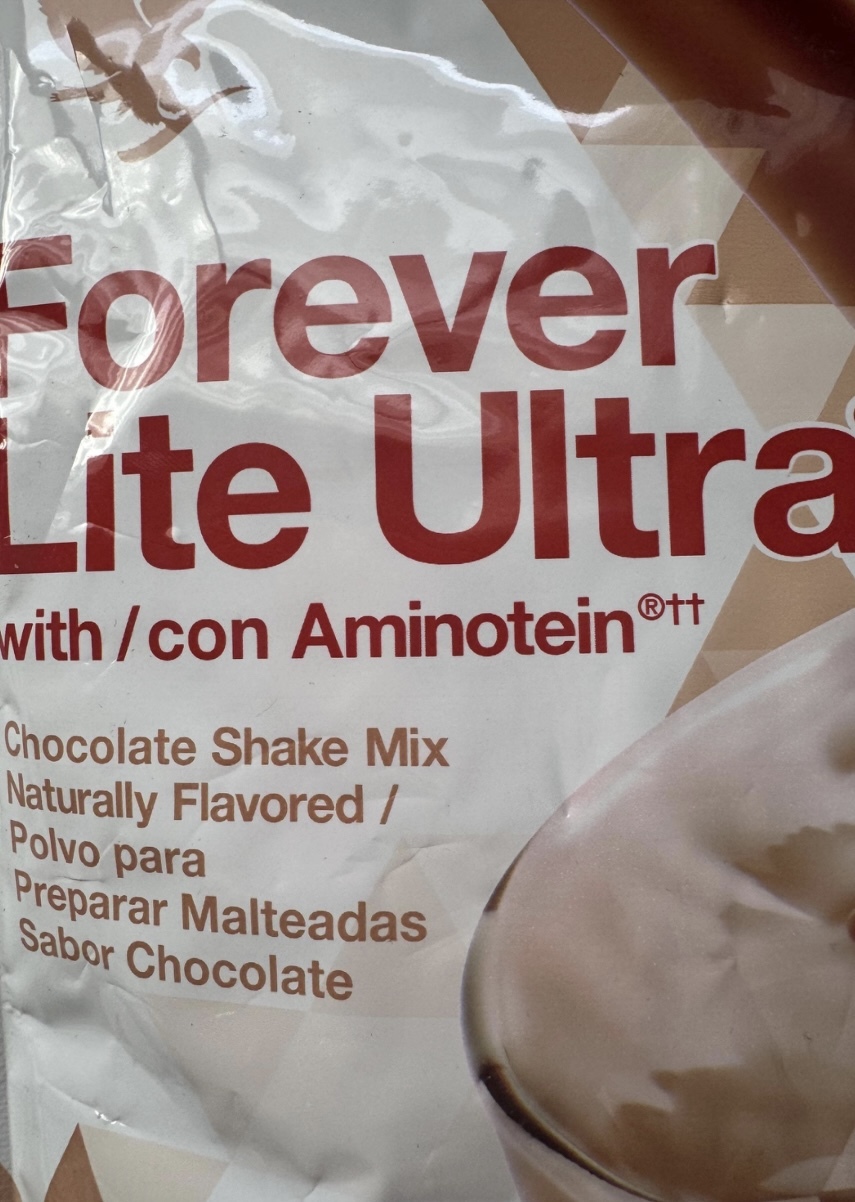 Forever
Lite Ultra
with / con Aminotein®††
Chocolate Shake Mix
Naturally Flavored /
Polvo para
Preparar Malteadas
Sabor Chocolate